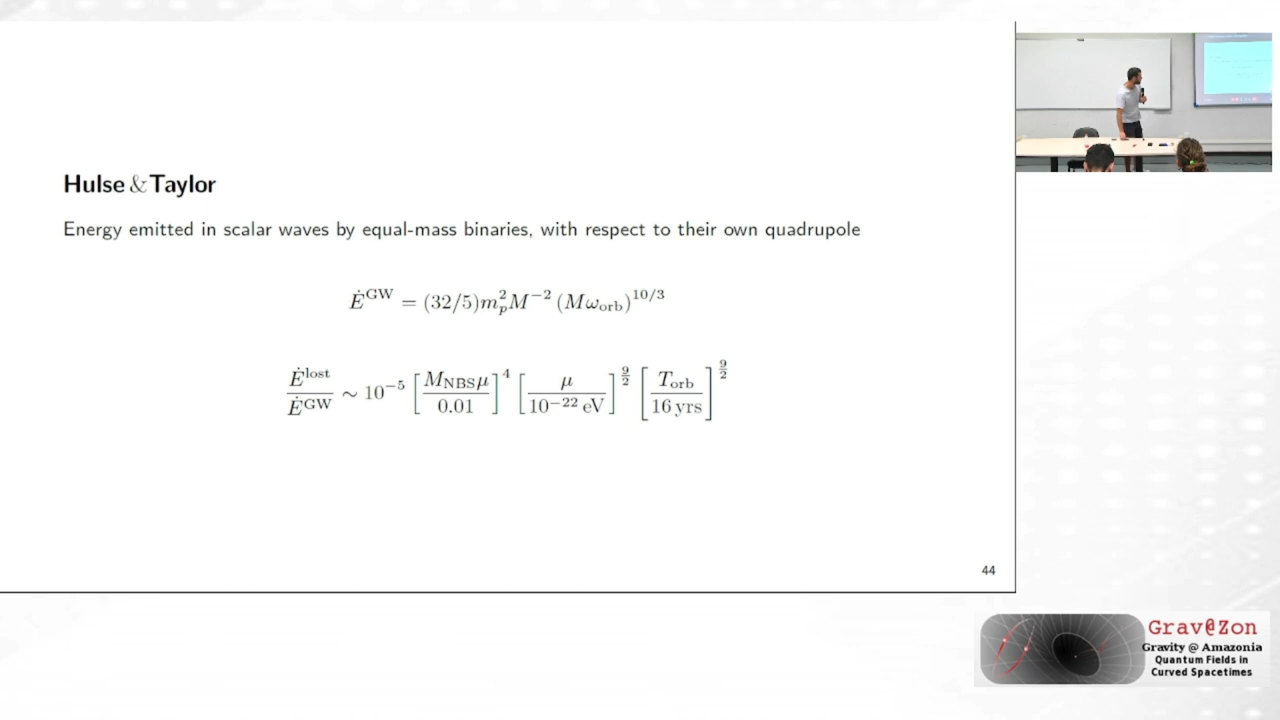 Hulse & Taylor
Energy emitted in scalar waves by equal-mass binaries, with respect to their own quadrupole
Ė^GW = (32/5)m_p^2 M^−2 (Mω_orb)^10/3
Ė^lost / Ė^GW ∼ 10^−5 [M_NBS μ / 0.01]^4 [μ / 10^−22 eV]^9/2 [T_orb / 16 yrs]^9/2
44
Grav@Zon
Gravity @ Amazonia
Quantum Fields in
Curved Spacetimes